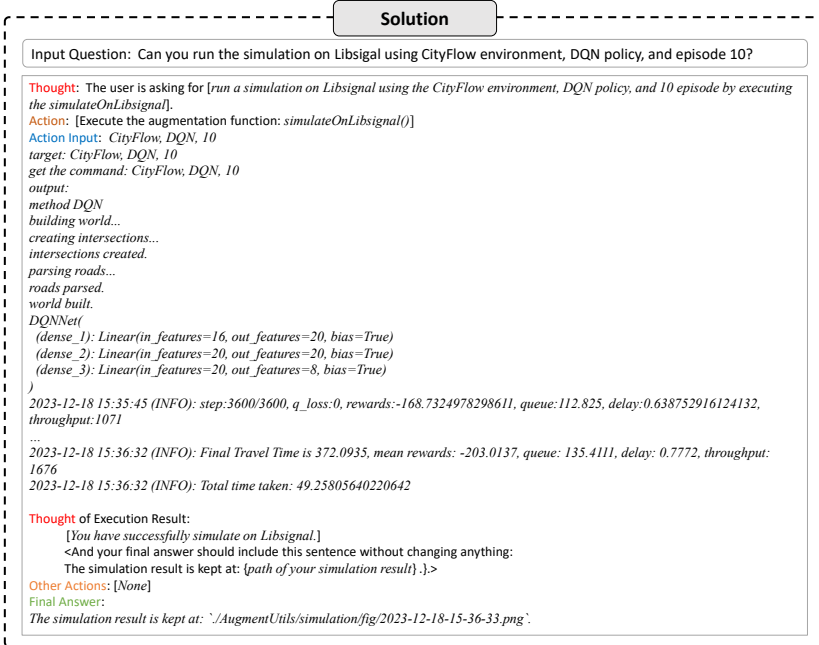 Solution
Input Question: Can you run the simulation on Libsigal using CityFlow environment, DQN policy, and episode 10?
Thought: The user is asking for [run a simulation on Libsignal using the CityFlow environment, DQN policy, and 10 episode by executing
the simulateOnLibsignal].
Action: [Execute the augmentation function: simulateOnLibsignal()]
Action Input: CityFlow, DQN, 10
target: CityFlow, DQN, 10
get the command: CityFlow, DQN, 10
output:
method DQN
building world...
creating intersections...
intersections created.
parsing roads...
roads parsed.
world built.
DQNNet(
(dense_1): Linear(in_features=16, out_features=20, bias=True)
(dense_2): Linear(in_features=20, out_features=20, bias=True)
(dense_3): Linear(in_features=20, out_features=8, bias=True)
)
2023-12-18 15:35:45 (INFO): step:3600/3600, q_loss:0, rewards:-168.7324978298611, queue:112.825, delay:0.638752916124132,
throughput:1071
...
2023-12-18 15:36:32 (INFO): Final Travel Time is 372.0935, mean rewards: -203.0137, queue: 135.4111, delay: 0.7772, throughput:
1676
2023-12-18 15:36:32 (INFO): Total time taken: 49.25805640220642
Thought of Execution Result:
[You have successfully simulate on Libsignal.]
<And your final answer should include this sentence without changing anything:
The simulation result is kept at: {path of your simulation result} .}.>
Other Actions: [None]
Final Answer:
The simulation result is kept at: `./AugmentUtils/simulation/fig/2023-12-18-15-36-33.png`.